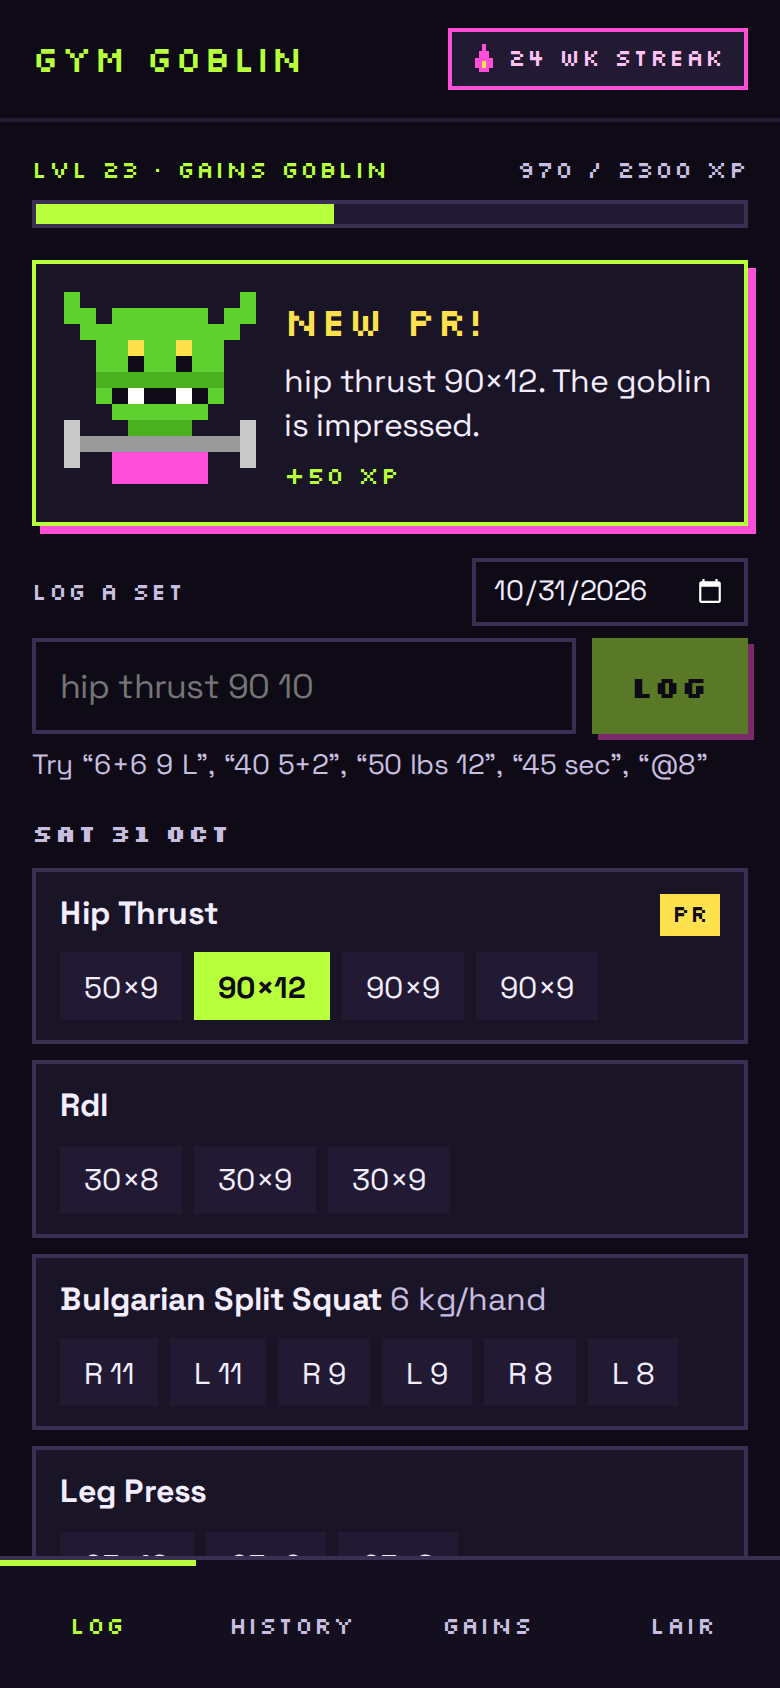 GYM GOBLIN
24 WK STREAK
LVL 23 · GAINS GOBLIN
970 / 2300 XP
NEW PR!
hip thrust 90×12. The goblin
is impressed.
+50 XP
LOG A SET
10/31/2026
hip thrust 90 10
LOG
Try “6+6 9 L”, “40 5+2”, “50 lbs 12”, “45 sec”, “@8”
SAT 31 OCT
Hip Thrust
PR
50×9 90×12 90×9 90×9
Rdl
30×8 30×9 30×9
Bulgarian Split Squat 6 kg/hand
R 11 L 11 R 9 L 9 R 8 L 8
Leg Press
LOG HISTORY GAINS LAIR